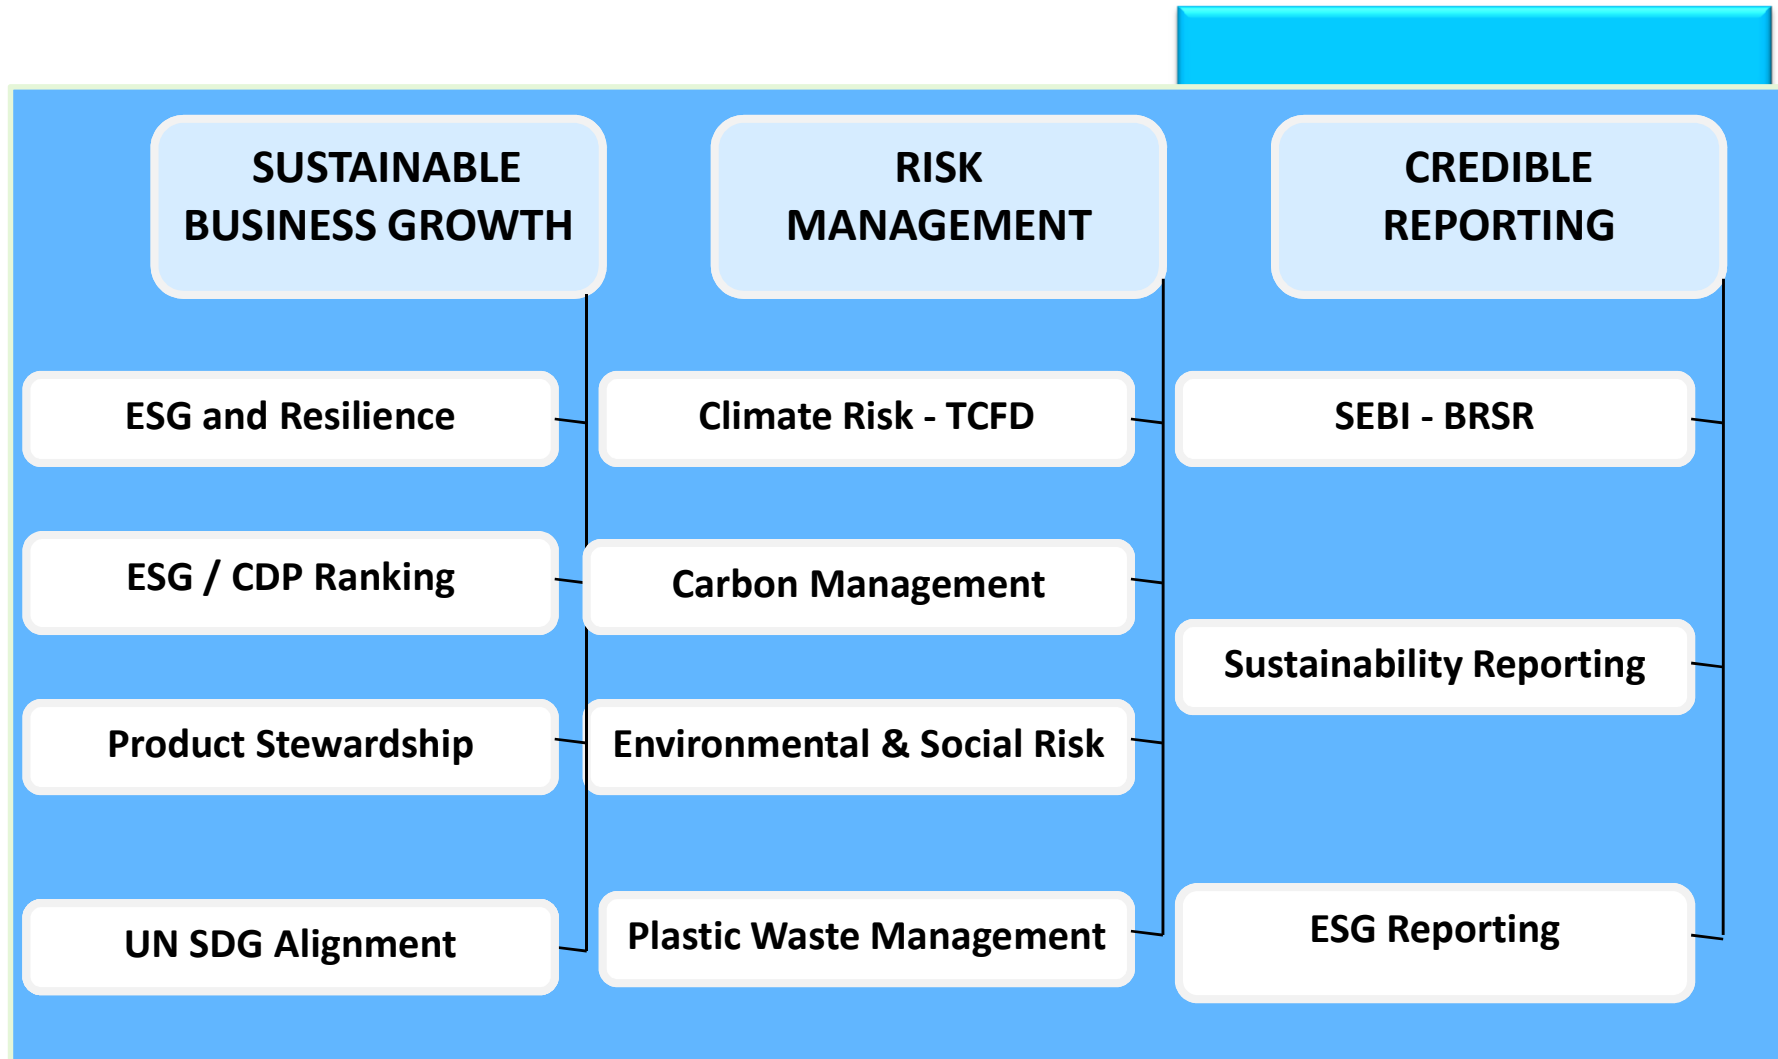 SUSTAINABLE
BUSINESS GROWTH
ESG and Resilience
ESG / CDP Ranking
Product Stewardship
UN SDG Alignment
RISK
MANAGEMENT
Climate Risk - TCFD
Carbon Management
Environmental & Social Risk
Plastic Waste Management
CREDIBLE
REPORTING
SEBI - BRSR
Sustainability Reporting
ESG Reporting